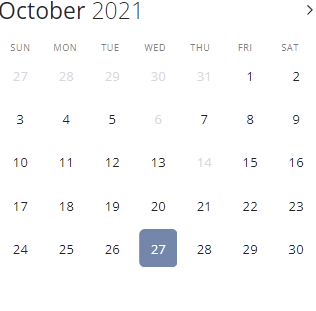 October 2021
SUN MON TUE WED THU FRI SAT
27 28 29 30 31 1 2
3 4 5 6 7 8 9
10 11 12 13 14 15 16
17 18 19 20 21 22 23
24 25 26 27 28 29 30